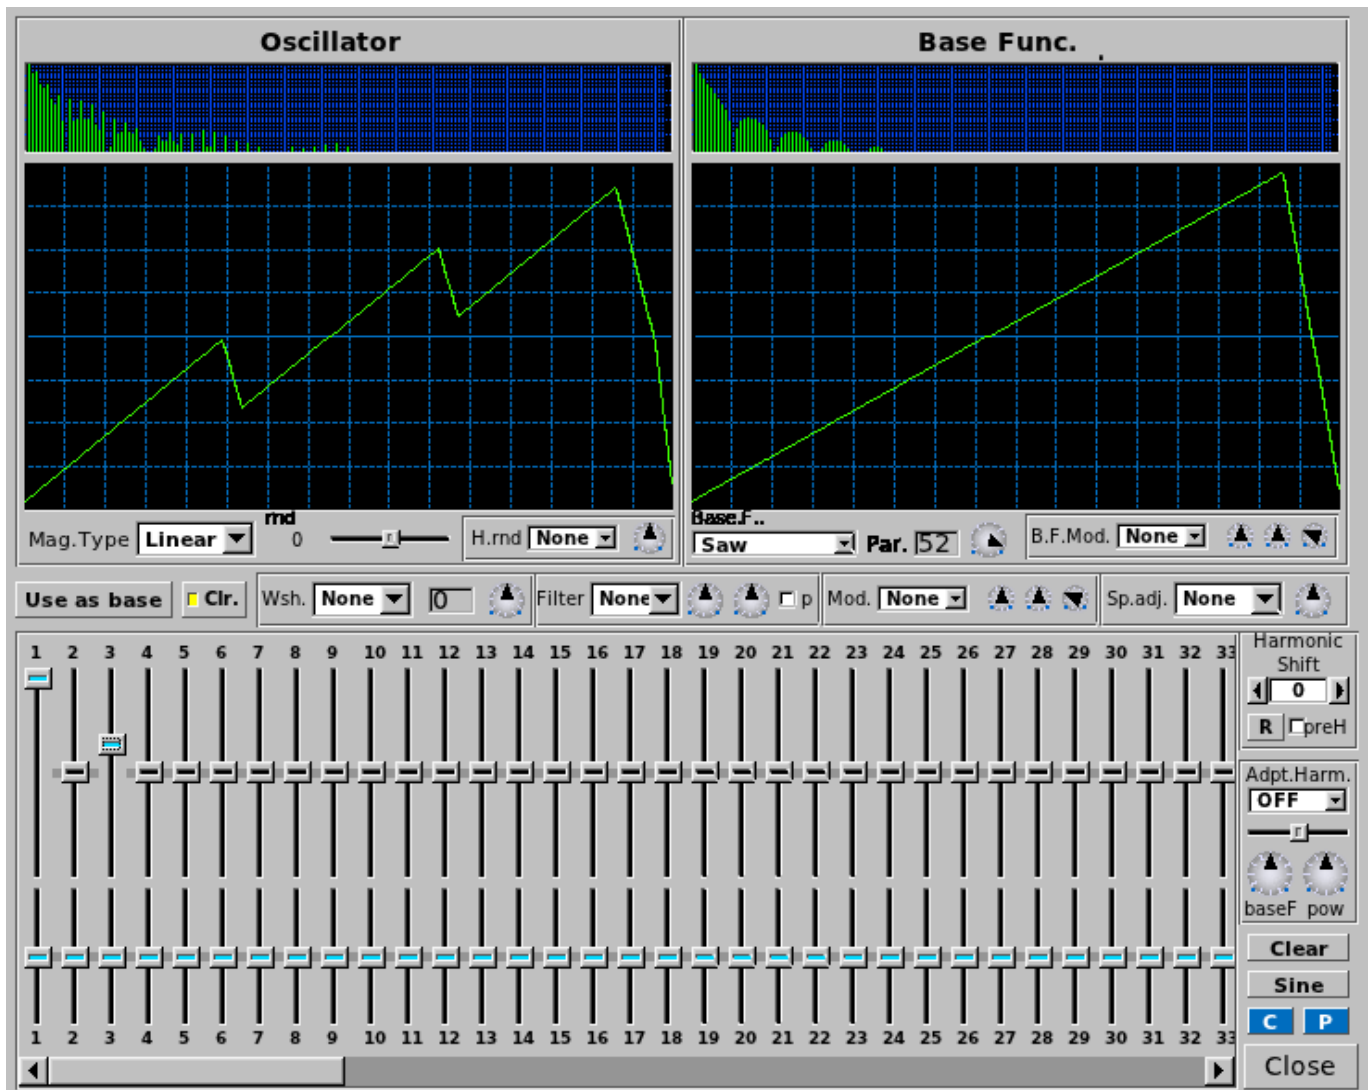 Oscillator
Base Func.
Mag.Type Linear
rnd
0
H.rnd None
Base.F..
Saw
Par. 52
B.F.Mod. None
Use as base
Clr.
Wsh. None 0
Filter None p
Mod. None
Sp.adj. None
1 2 3 4 5 6 7 8 9 10 11 12 13 14 15 16 17 18 19 20 21 22 23 24 25 26 27 28 29 30 31 32 33
Harmonic
Shift
0
R preH
Adpt.Harm.
OFF
baseF pow
Clear
Sine
C P
1 2 3 4 5 6 7 8 9 10 11 12 13 14 15 16 17 18 19 20 21 22 23 24 25 26 27 28 29 30 31 32 33
Close